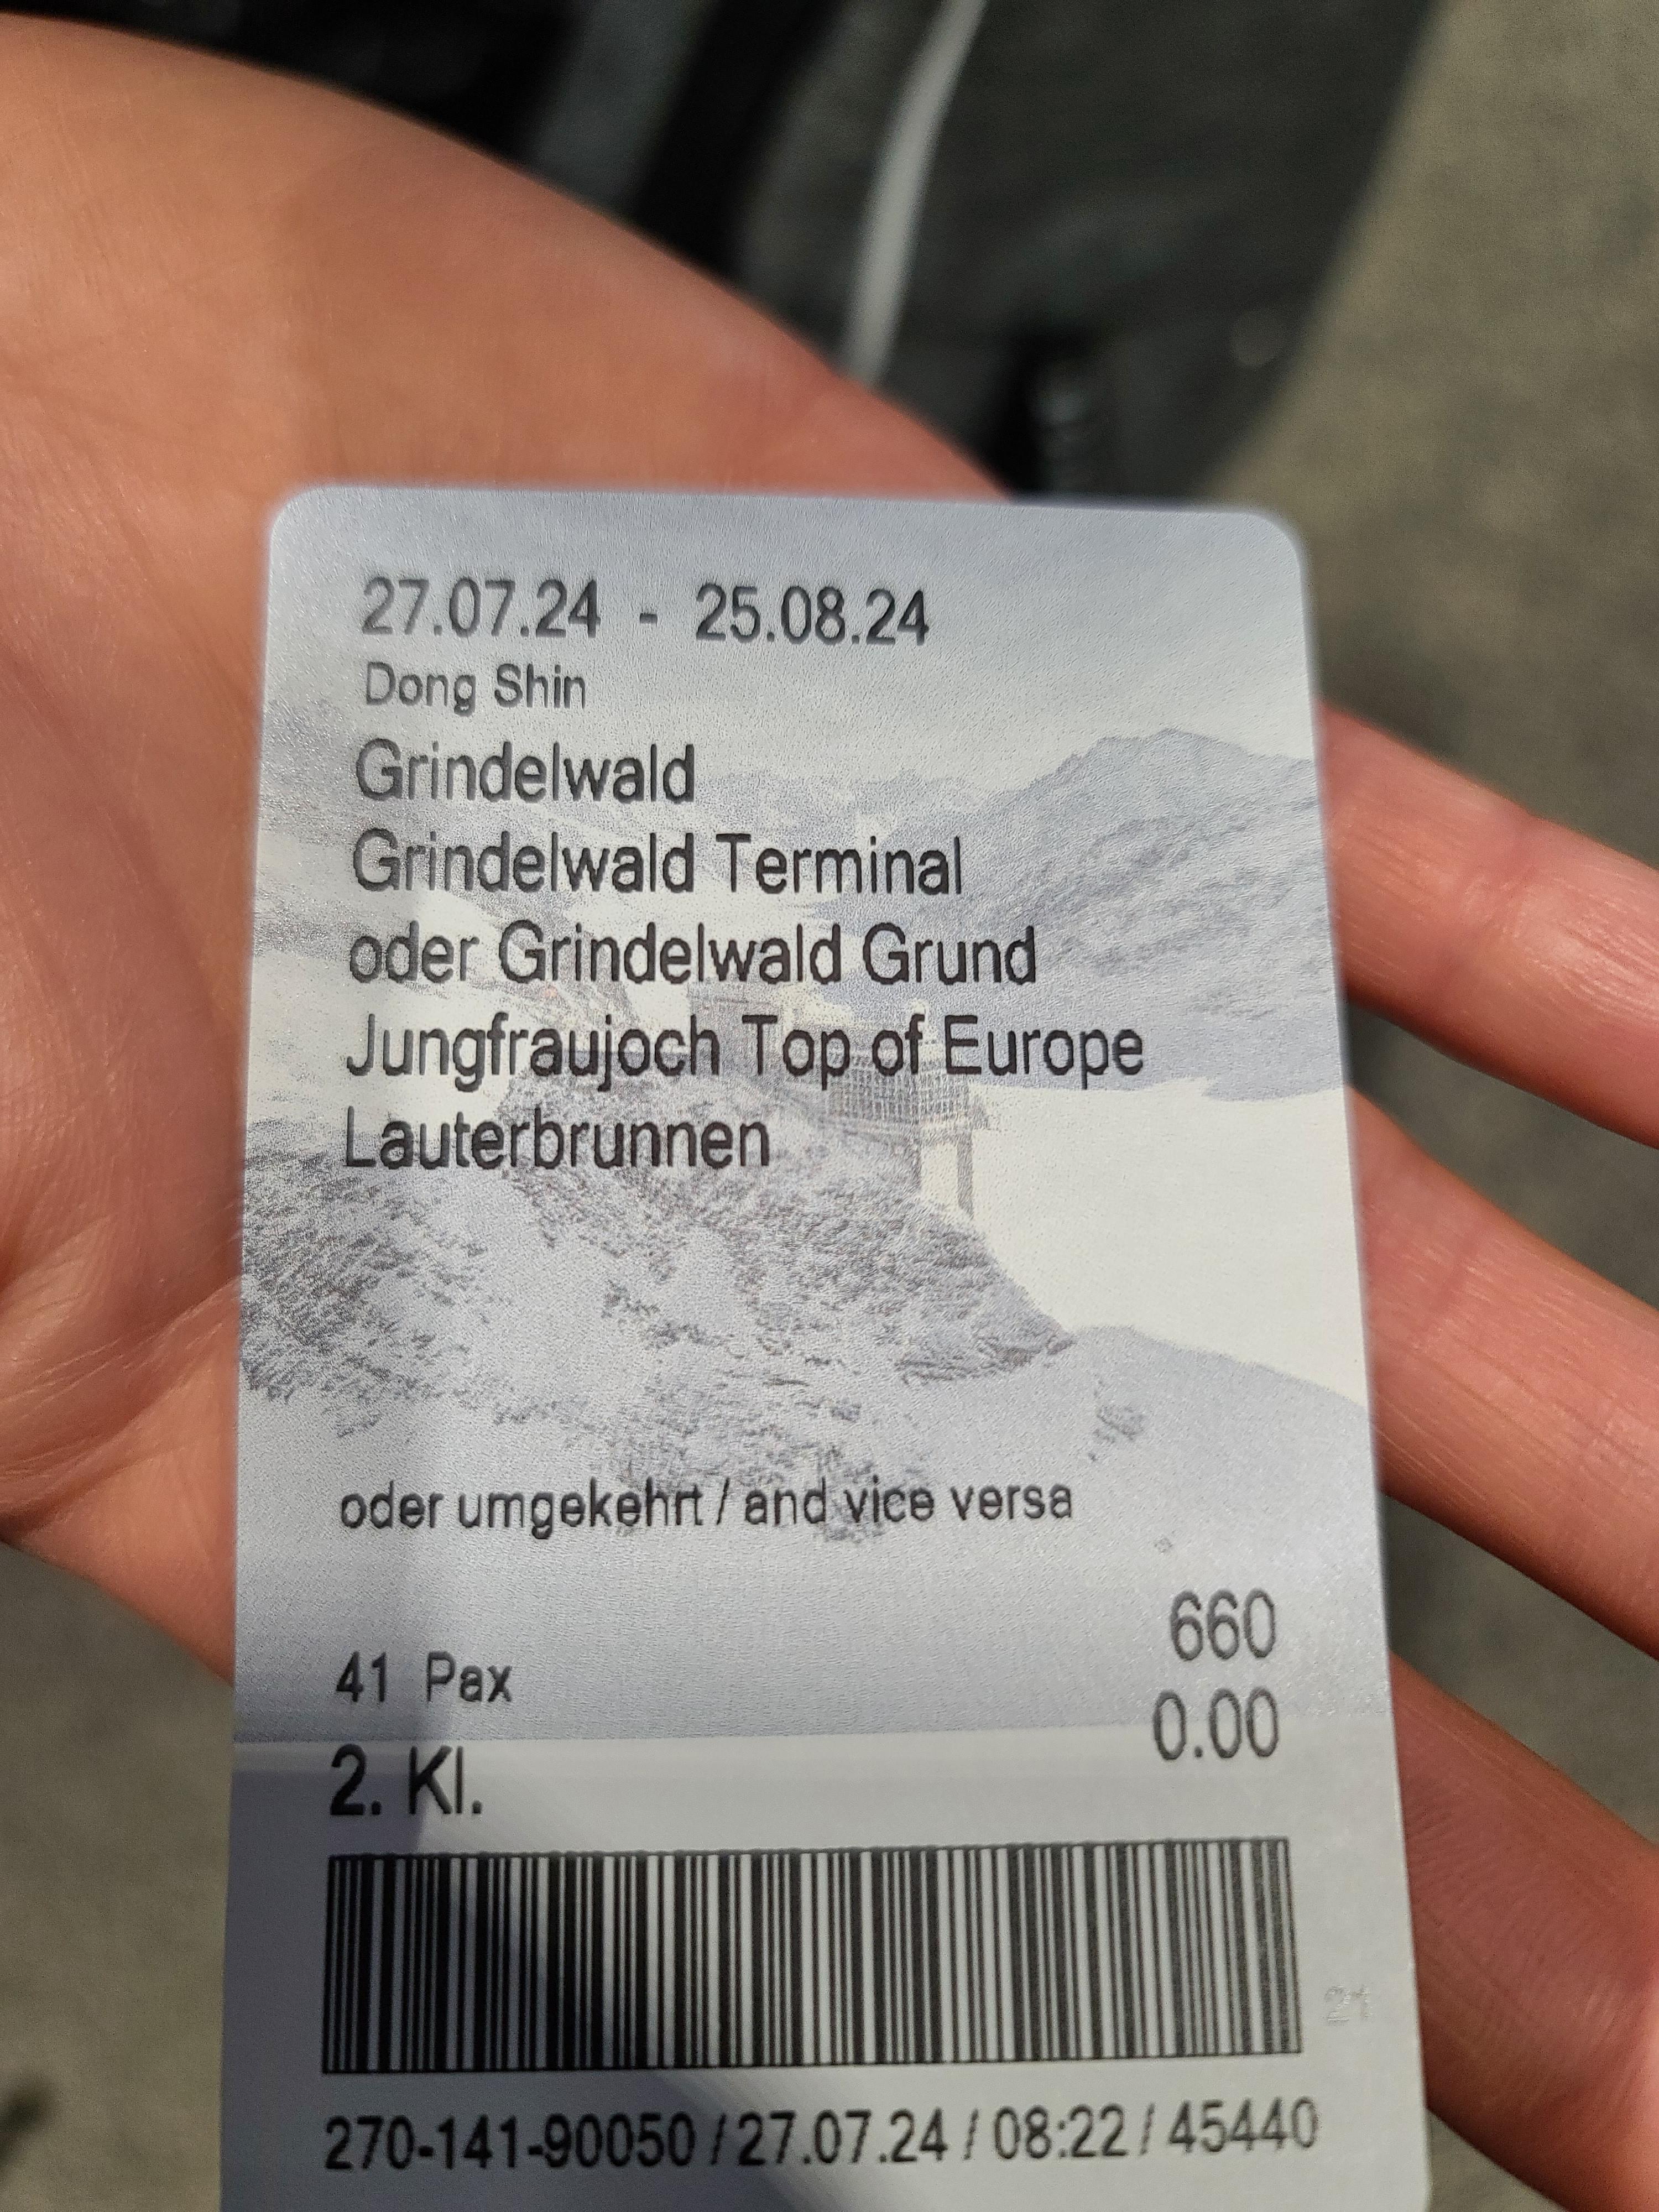 27.07.24 - 25.08.24
Dong Shin
Grindelwald
Grindelwald Terminal
oder Grindelwald Grund
Jungfraujoch Top of Europe
Lauterbrunnen
oder umgekehrt / and vice versa
660
41 Pax
0.00
2. Kl.
270-141-90050 / 27.07.24 / 08:22 / 45440